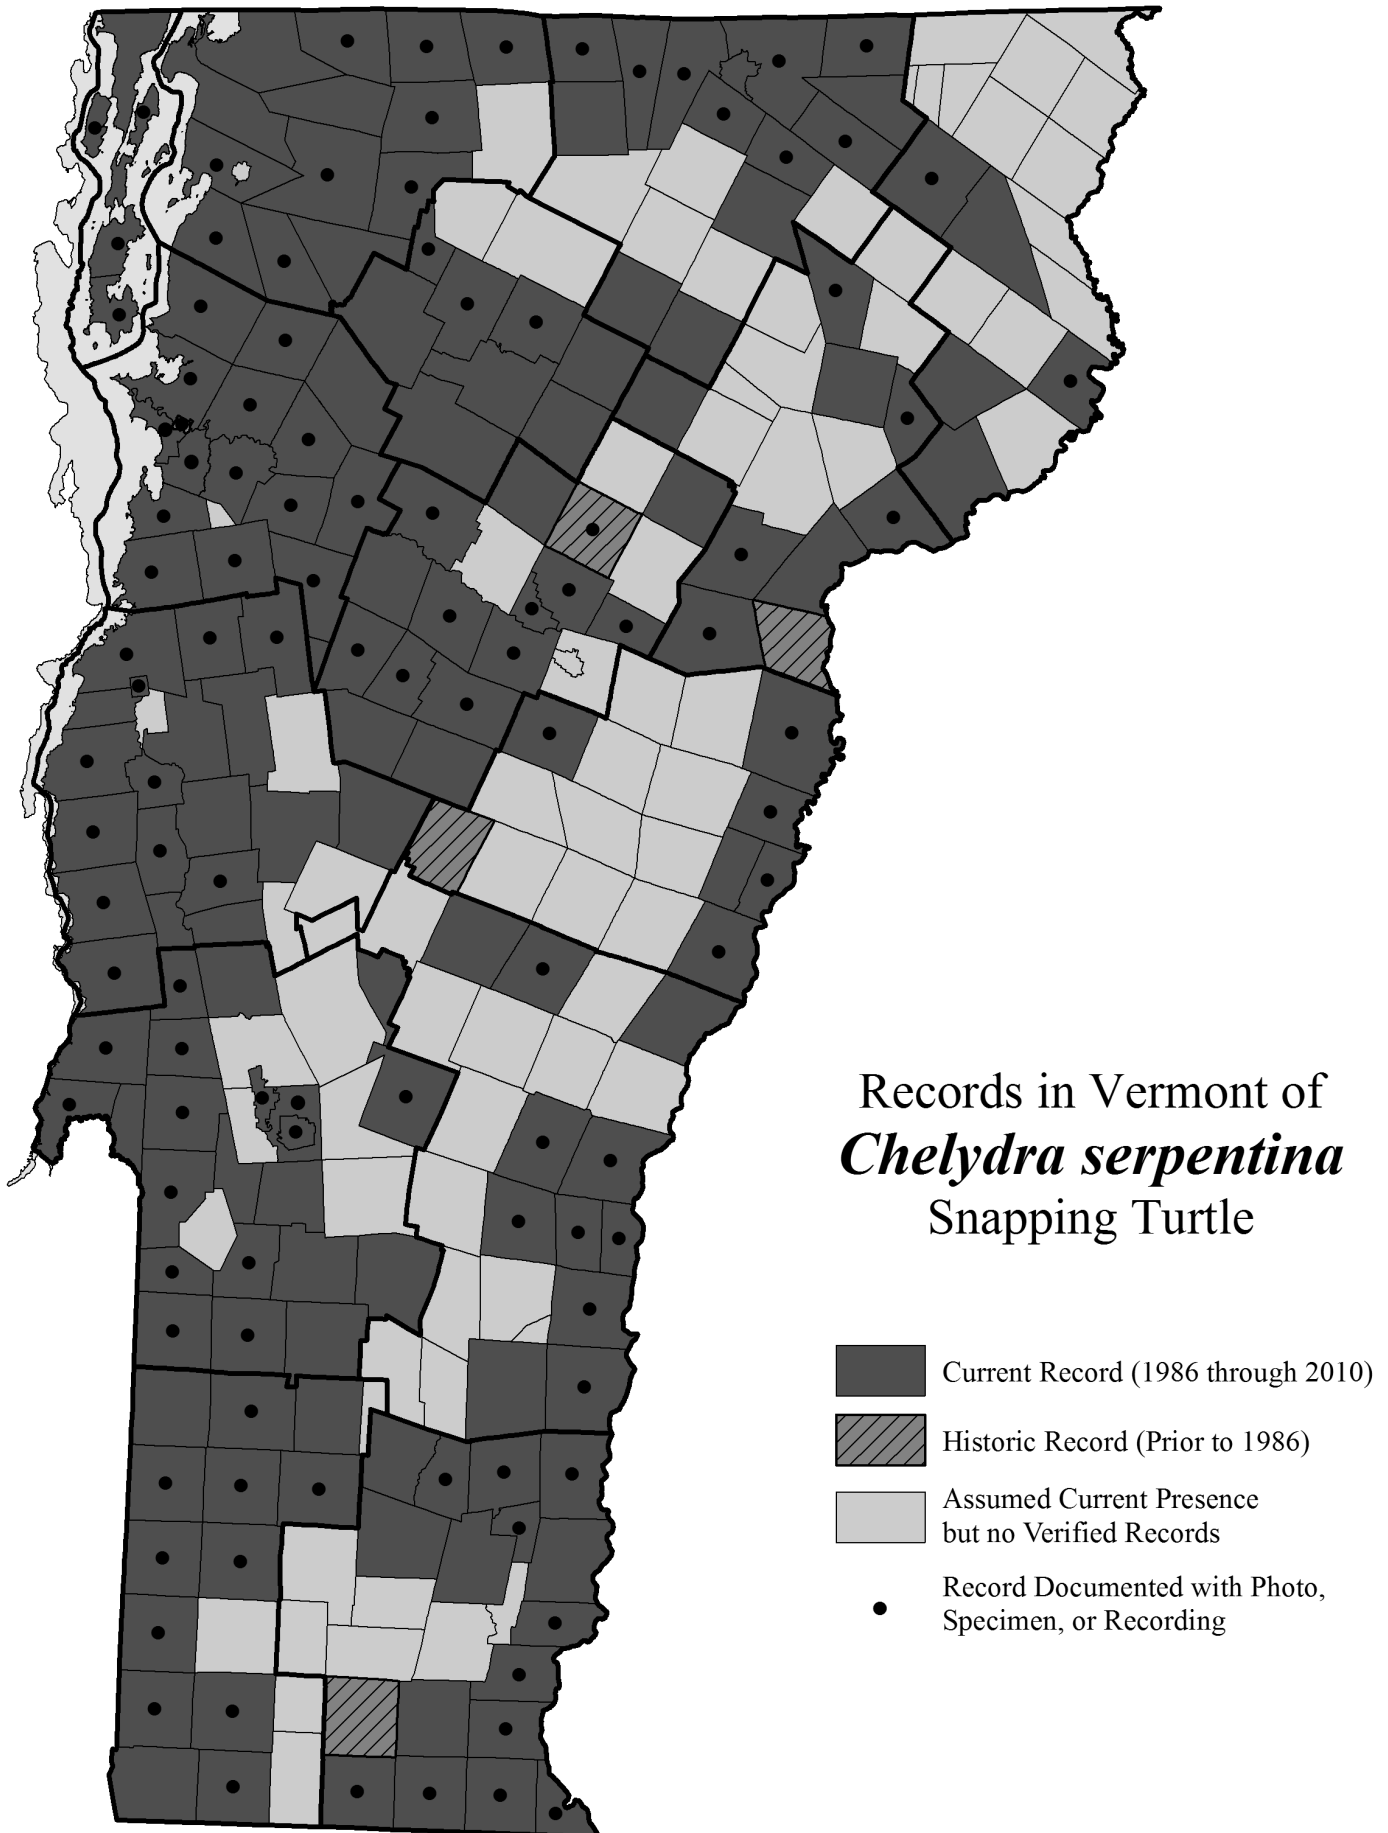 Records in Vermont of
Chelydra serpentina
Snapping Turtle
Current Record (1986 through 2010)
Historic Record (Prior to 1986)
Assumed Current Presence
but no Verified Records
Record Documented with Photo,
Specimen, or Recording